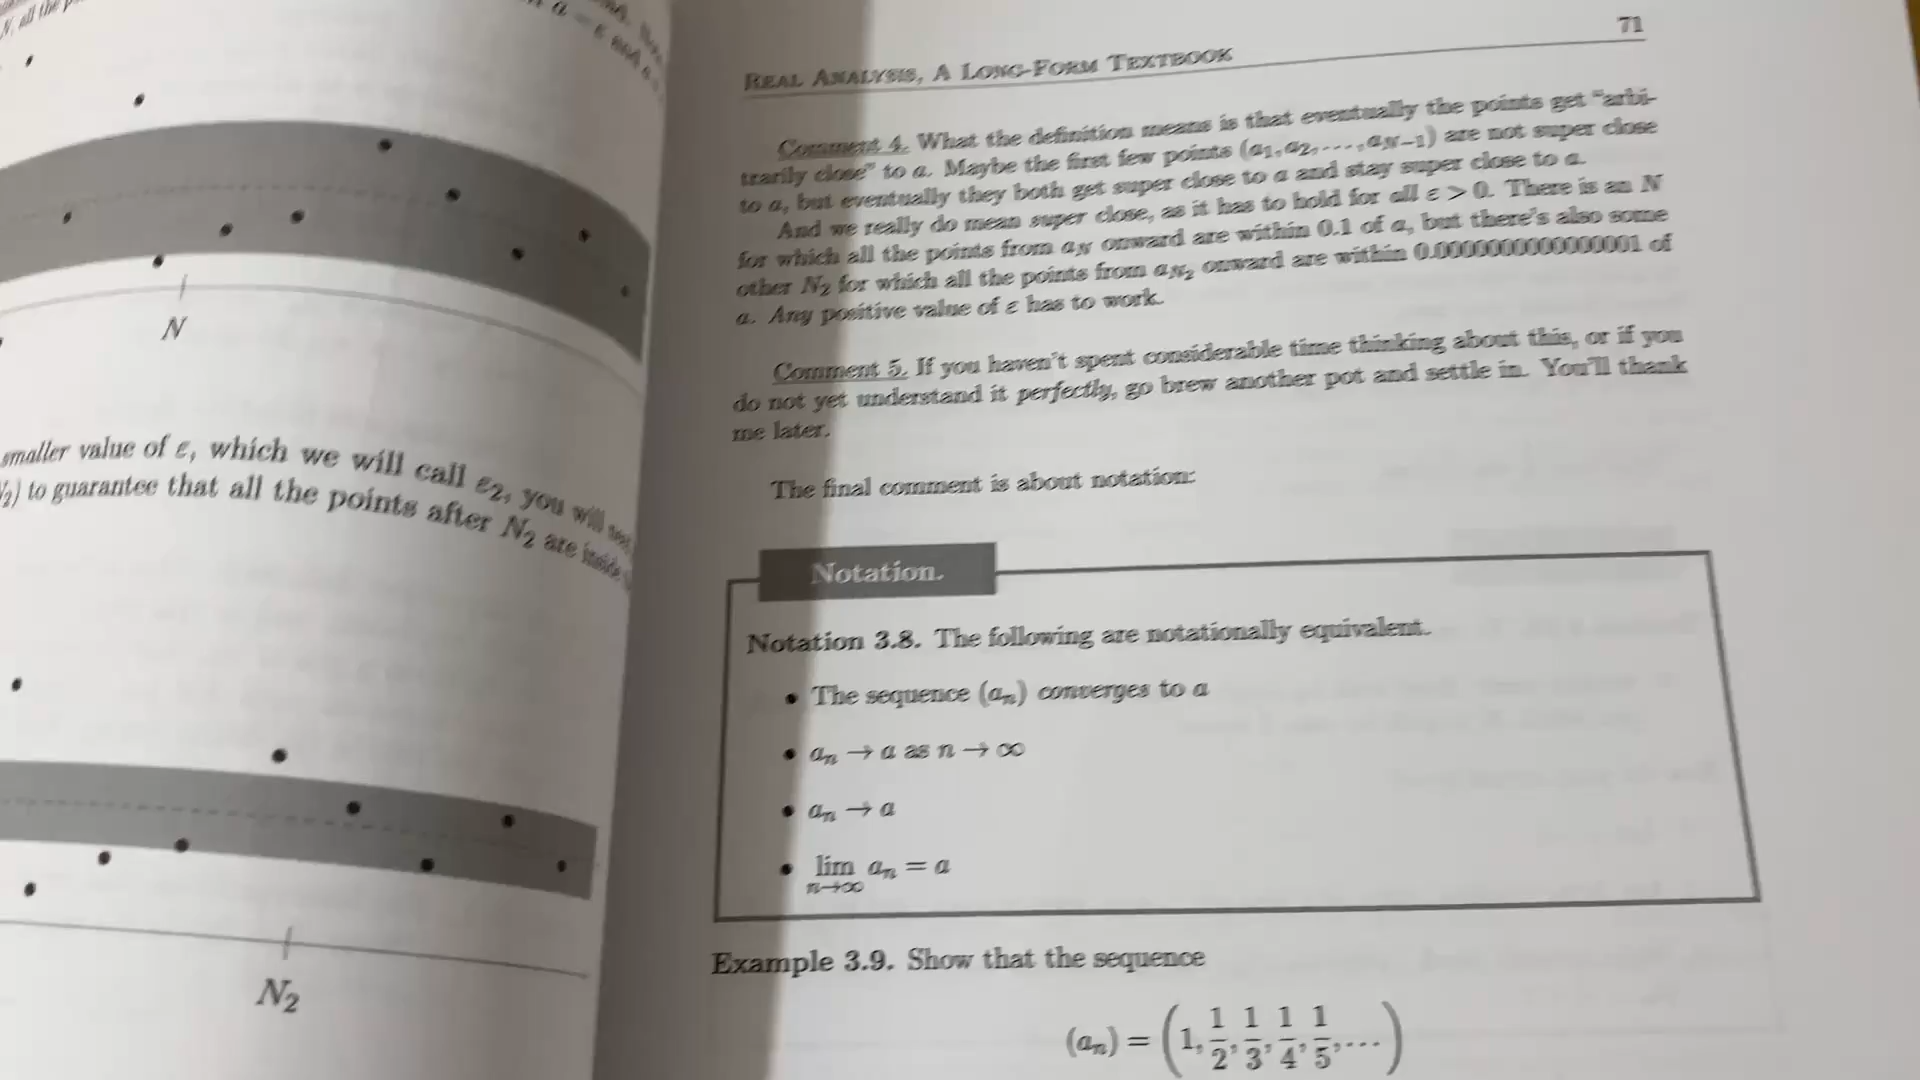 N, all the
a − ε and a
N
smaller value of ε, which we will call ε₂, you will
N₂) to guarantee that all the points after N₂ are inside
N₂
71
REAL ANALYSIS, A LONG-FORM TEXTBOOK
Comment 4. What the definition means is that eventually the points get “arbi-
trarily close” to a. Maybe the first few points (a₁, a₂, . . . , a_{N−1}) are not super close
to a, but eventually they both get super close to a and stay super close to a.
And we really do mean super close, as it has to hold for all ε > 0. There is an N
for which all the points from a_N onward are within 0.1 of a, but there’s also some
other N₂ for which all the points from a_{N₂} onward are within 0.0000000000000001 of
a. Any positive value of ε has to work.
Comment 5. If you haven’t spent considerable time thinking about this, or if you
do not yet understand it perfectly, go brew another pot and settle in. You’ll thank
me later.
The final comment is about notation:
Notation.
Notation 3.8. The following are notationally equivalent.
• The sequence (aₙ) converges to a
• aₙ → a as n → ∞
• aₙ → a
• lim aₙ = a
n→∞
Example 3.9. Show that the sequence
(aₙ) = (1, 1/2, 1/3, 1/4, 1/5, . . . )